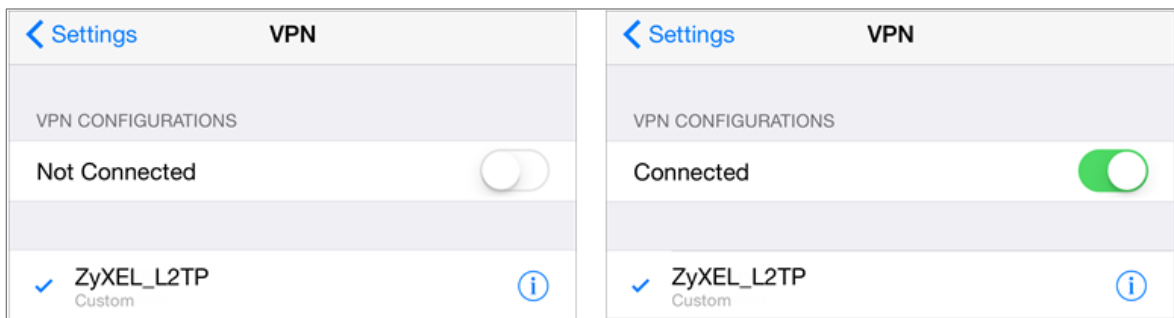 Settings VPN
VPN CONFIGURATIONS
Not Connected
ZyXEL_L2TP
Custom
Settings VPN
VPN CONFIGURATIONS
Connected
ZyXEL_L2TP
Custom